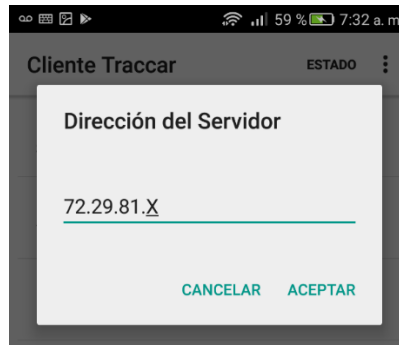 59 % 7:32 a. m
Cliente Traccar ESTADO
Dirección del Servidor
72.29.81.X
CANCELAR ACEPTAR